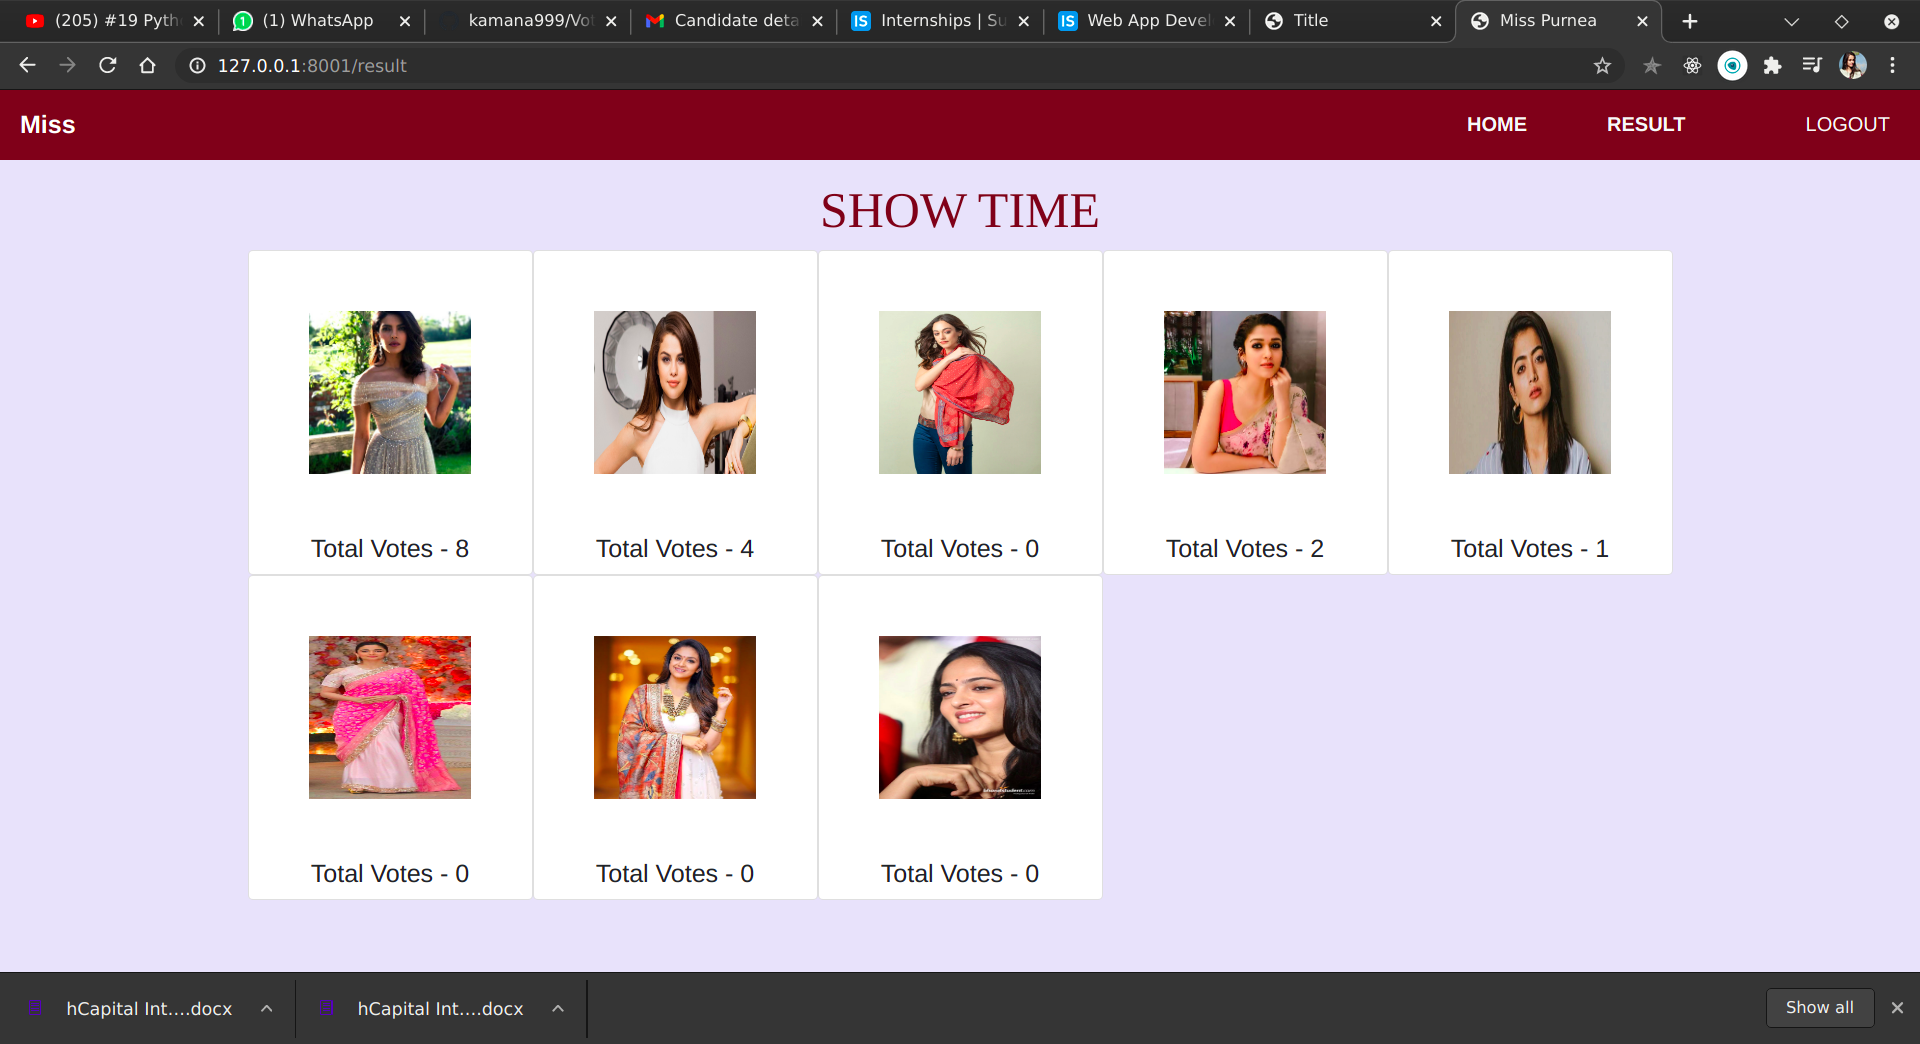 (205) #19 Pyth
(1) WhatsApp
kamana999/Vot
Candidate deta
Internships | Su
Web App Devel
Title
Miss Purnea
127.0.0.1:8001/result
Miss
HOME
RESULT
LOGOUT
SHOW TIME
Total Votes - 8
Total Votes - 4
Total Votes - 0
Total Votes - 2
Total Votes - 1
Total Votes - 0
Total Votes - 0
Total Votes - 0
hCapital Int....docx
hCapital Int....docx
Show all